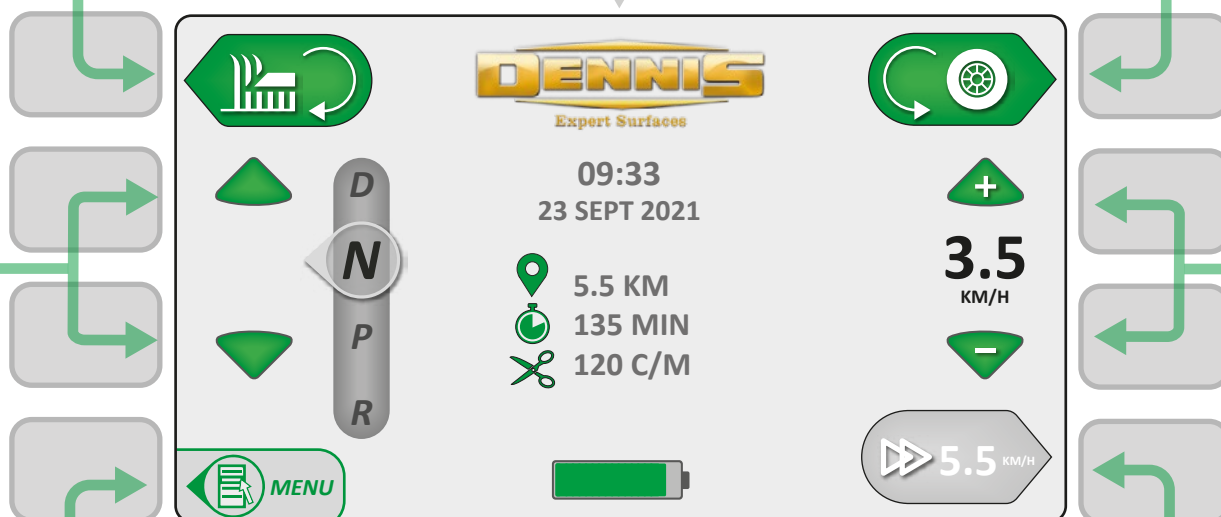 DENNIS
Expert Surfaces
09:33
23 SEPT 2021
D
N
P
R
5.5 KM
135 MIN
120 C/M
+
3.5
KM/H
-
MENU
5.5 KM/H